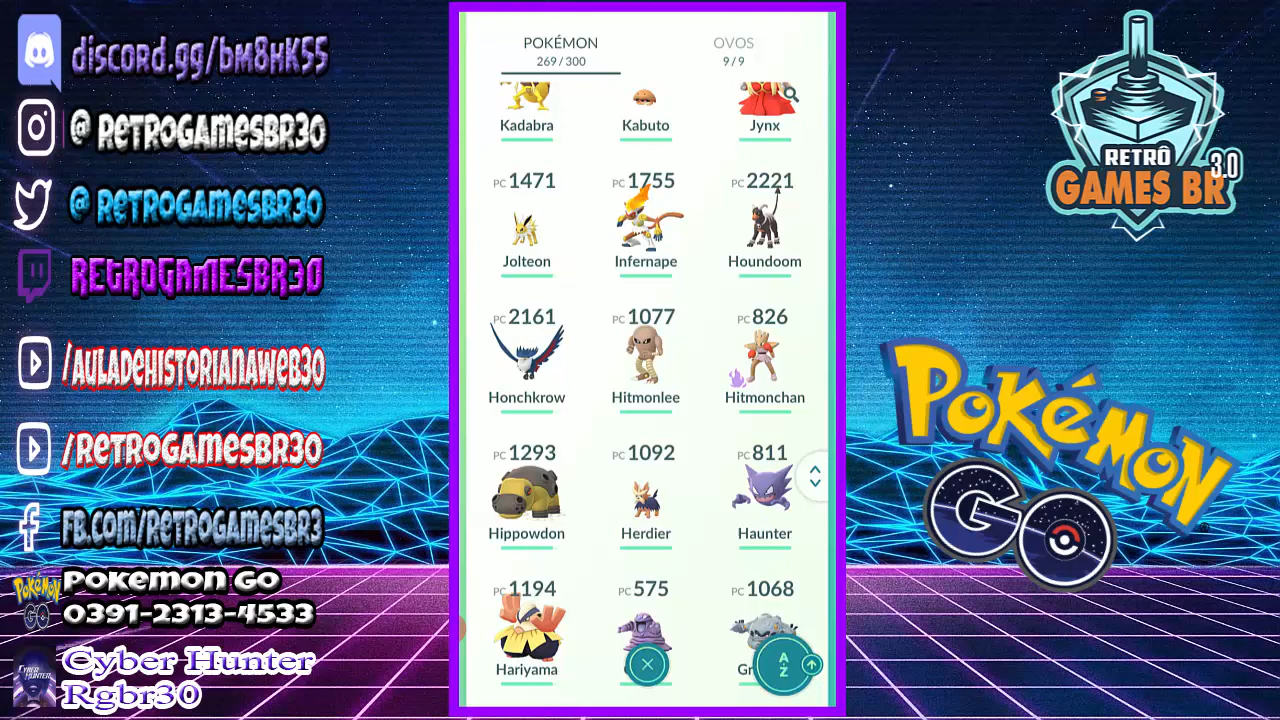 discord.gg/bm8HK55
@ RETROGAMESBR30
@ RETROGAMESBR30
RETROGAMESBR30
/AULADEHISTORIANAWEB30
/RETROGAMESBR30
FB.COM/RETROGAMESBR3
POKEMON GO
0391-2313-4533
Cyber Hunter
Rgbr30
POKÉMON
269 / 300
OVOS
9 / 9
Kadabra
Kabuto
Jynx
PC 1471
PC 1755
PC 2221
Jolteon
Infernape
Houndoom
PC 2161
PC 1077
PC 826
Honchkrow
Hitmonlee
Hitmonchan
PC 1293
PC 1092
PC 811
Hippowdon
Herdier
Haunter
PC 1194
PC 575
PC 1068
Hariyama
A
Z
RETRÔ
GAMES BR 3.0
POKÉMON
GO